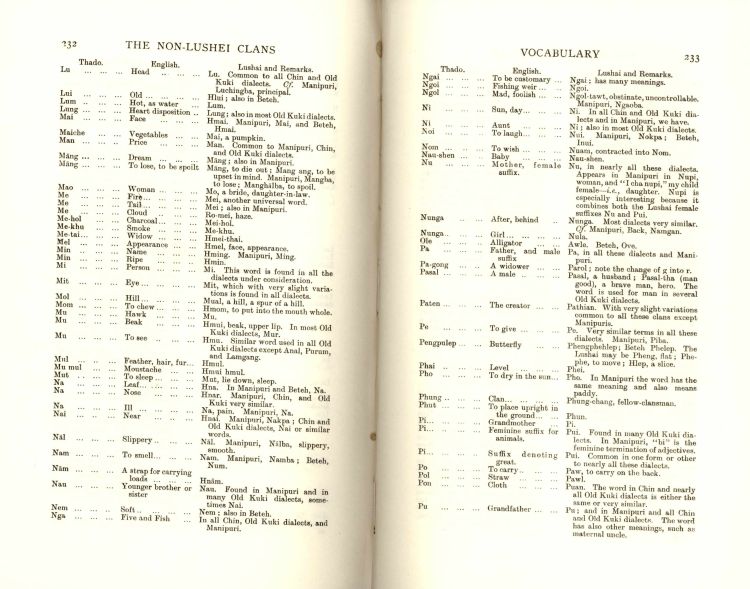 232 THE NON-LUSHEI CLANS
Thado. English. Lushai and Remarks.
Lu ... ... ... Head ... ... ... Lu. Common to all Chin and Old
Kuki dialects. Cf. Manipuri,
Luchingba, principal.
Lui ... ... ... Old ... ... ... Hlui; also in Beteh.
Lum ... ... ... Hot, as water ... Lum.
Lung ... ... ... Heart disposition .. Lung; also in most Old Kuki dialects.
Mai ... ... ... Face ... ... ... Hmai. Manipuri, Mai, and Beteh,
Hmai.
Maiche ... ... Vegetables ... ... Mai, a pumpkin.
Man ... ... ... Price ... ... ... Man. Common to Manipuri, Chin,
and Old Kuki dialects.
Māng ... ... ... Dream ... ... ... Māng; also in Manipuri.
Māng ... ... ... To lose, to be spoilt Māng, to die out; Mang ang, to be
upset in mind. Manipuri, Mangba,
to lose; Manghālba, to spoil.
Mao ... ... ... Woman ... ... ... Mo, a bride, daughter-in-law.
Me ... ... ... Fire ... ... ... Mei, another universal word.
Me ... ... ... Tail ... ... ... Mei; also in Manipuri.
Me ... ... ... Cloud ... ... ... Ro-mei, haze.
Me-hol ... ... Charcoal ... ... Mei-hol.
Me-khu ... ... Smoke ... ... Me-khu.
Me-tai ... ... Widow ... ... Hmei-thai.
Mel ... ... ... Appearance ... ... Hmel, face, appearance.
Min ... ... ... Name ... ... ... Hming. Manipuri, Ming.
Min ... ... ... Ripe ... ... ... Hmin.
Mi ... ... ... Person ... ... ... Mi. This word is found in all the
dialects under consideration.
Mit ... ... ... Eye ... ... ... Mit, which with very slight varia-
tions is found in all dialects.
Mol ... ... ... Hill ... ... ... Mual, a hill, a spur of a hill.
Mom ... ... ... To chew ... ... ... Hmom, to put into the mouth whole.
Mu ... ... ... Hawk ... ... ... Mu.
Mu ... ... ... Beak ... ... ... Hmui, beak, upper lip. In most Old
Kuki dialects, Mur.
Mu ... ... ... To see ... ... ... Hmu. Similar word used in all Old
Kuki dialects except Anal, Purum,
and Lamgang.
Mul ... ... ... Feather, hair, fur... Hmul.
Mu mul ... ... Moustache ... ... Hmui hmul.
Mut ... ... ... To sleep ... ... ... Mut, lie down, sleep.
Na ... ... ... Leaf ... ... ... Hna. In Manipuri and Beteh, Na.
Na ... ... ... Nose ... ... ... Hnar. Manipuri, Chin, and Old
Kuki very similar.
Na ... ... ... Ill ... ... ... Na, pain. Manipuri, Na.
Nai ... ... ... Near ... ... ... Hnai. Manipuri, Nakpa; Chin and
Old Kuki dialects, Nai or similar
words.
Nāl ... ... ... Slippery ... ... ... Nāl. Manipuri, Nālba, slippery,
smooth.
Nam ... ... ... To smell ... ... ... Nam. Manipuri, Namba; Beteh,
Num.
Nām ... ... ... A strap for carrying
loads ... ... ... Hnām.
Nau ... ... ... Younger brother or
sister Nau. Found in Manipuri and in
many Old Kuki dialects, some-
times Nai.
Nem ... ... ... Soft ... ... ... Nem; also in Beteh.
Nga ... ... ... Five and Fish ... In all Chin, Old Kuki dialects, and
Manipuri.
VOCABULARY 233
Thado. English. Lushai and Remarks.
Ngai ... ... ... To be customary ... Ngai; has many meanings.
Ngoi ... ... ... Fishing weir ... ... Ngoi.
Ngol ... ... ... Mad, foolish ... ... Ngol-tawt, obstinate, uncontrollable.
Manipuri, Ngaoba.
Ni ... ... ... Sun, day ... ... ... Ni. In all Chin and Old Kuki dia-
lects and in Manipuri, we have.
Ni ... ... ... Aunt ... ... ... Ni; also in most Old Kuki dialects.
Noi ... ... ... To laugh ... ... ... Nui. Manipuri, Nokpa; Beteh,
Inui.
Nom ... ... ... To wish ... ... ... Nuam, contracted into Nom.
Nau-shen ... ... Baby ... ... ... Nau-shen.
Nu ... ... ... Mother, female
suffix. Nu, in nearly all these dialects.
Appears in Manipuri in Nupi,
woman, and "I cha nupi," my child
female—i.e., daughter. Nupi is
especially interesting because it
combines both the Lushai female
suffixes Nu and Pui.
Nunga ... ... After, behind ... Nunga. Most dialects very similar.
Cf. Manipuri, Back, Namgan.
Nunga ... ... Girl ... ... ... Nula.
Ole ... ... ... Alligator ... ... Awle. Beteh, Ove.
Pa ... ... ... Father, and male
suffix Pa, in all these dialects and Mani-
puri.
Pa-gong ... ... A widower ... ... Parol; note the change of g into r.
Pasal ... ... ... A male ... ... ... Pasal, a husband; Pasal-tha (man
good), a brave man, hero. The
word is used for man in several
Old Kuki dialects.
Paten ... ... ... The creator ... ... Pathian. With very slight variations
common to all these clans except
Manipuris.
Pe ... ... ... To give ... ... ... Pe. Very similar terms in all these
dialects. Manipuri, Piba.
Pengpulep ... ... Butterfly ... ... Phengphehlep; Beteh Phelep. The
Lushai may be Pheng, flat; Phe-
phe, to move; Hlep, a slice.
Phai ... ... ... Level ... ... ... Phei.
Pho ... ... ... To dry in the sun... Pho. In Manipuri the word has the
same meaning and also means
paddy.
Phung ... ... ... Clan ... ... ... Phung-chang, fellow-clansman.
Phut ... ... ... To place upright in
the ground ... ... Phun.
Pi ... ... ... Grandmother ... Pi.
Pi ... ... ... Feminine suffix for
animals. Pui. Found in many Old Kuki dia-
lects. In Manipuri, "bi" is the
feminine termination of adjectives.
Pi ... ... ... Suffix denoting
great. Pui. Common in one form or other
to nearly all these dialects.
Po ... ... ... To carry ... ... ... Paw, to carry on the back.
Pol ... ... ... Straw ... ... ... Pawl.
Pon ... ... ... Cloth ... ... ... Puan. The word in Chin and nearly
all Old Kuki dialects is either the
same or very similar.
Pu ... ... ... Grandfather ... ... Pu; and in Manipuri and all Chin
and Old Kuki dialects. The word
has also other meanings, such as
maternal uncle.